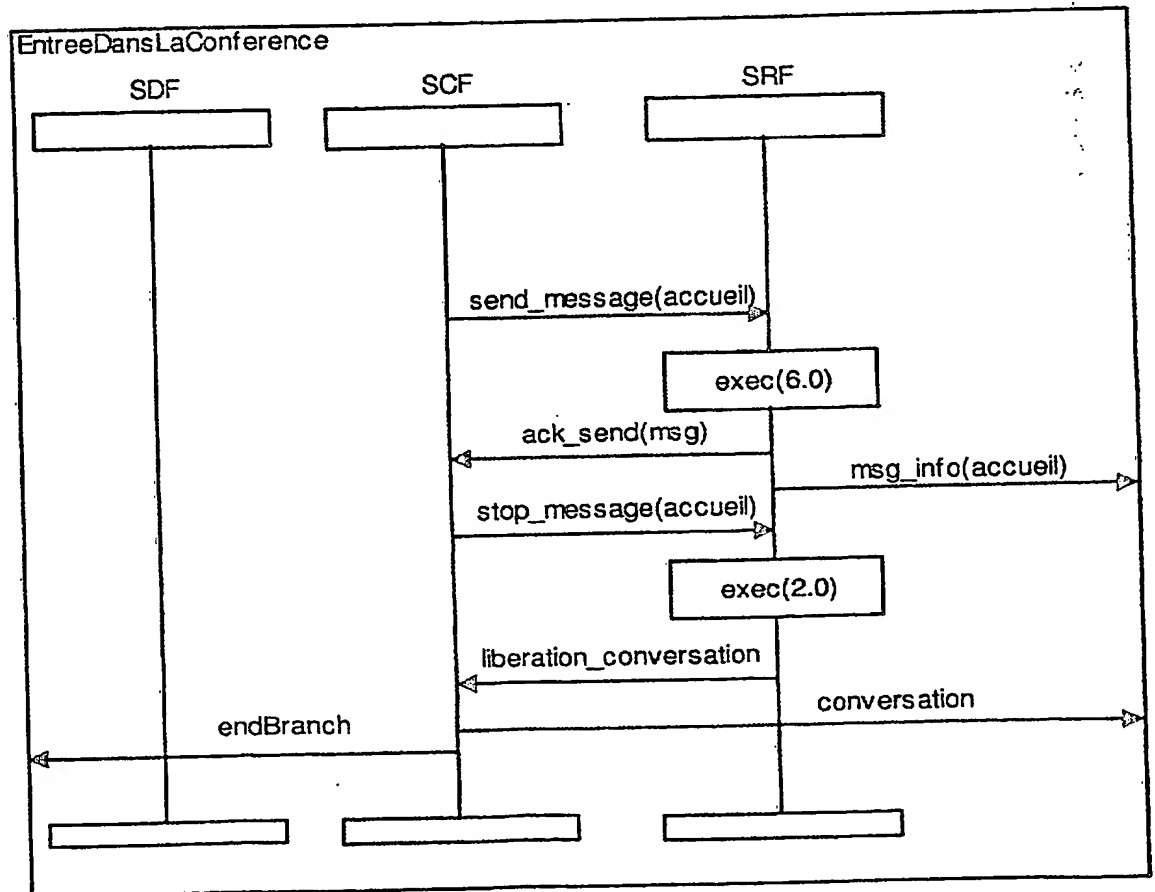 EntreeDansLaConference
SDF
SCF
SRF
send_message(accueil)
exec(6.0)
ack_send(msg)
msg_info(accueil)
stop_message(accueil)
exec(2.0)
liberation_conversation
conversation
endBranch